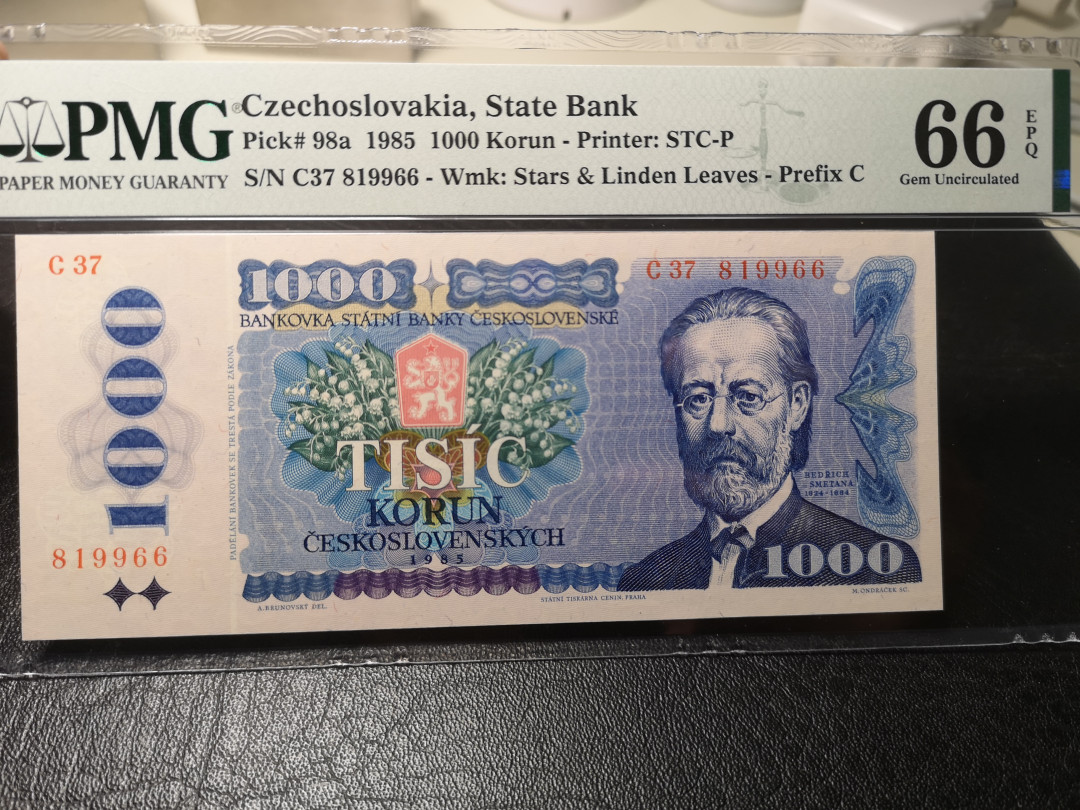 PMG®
PAPER MONEY GUARANTY
Czechoslovakia, State Bank
Pick# 98a 1985 1000 Korun - Printer: STC-P
S/N C37 819966 - Wmk: Stars & Linden Leaves - Prefix C
66
EPQ
Gem Uncirculated
C 37
1000
819966
PADĚLÁNÍ BANKOVEK SE TRESTÁ PODLE ZÁKONA
1000
BANKOVKA STÁTNÍ BANKY ČESKOSLOVENSKÉ
C 37 819966
TISÍC
KORUN
ČESKOSLOVENSKÝCH
1985
BEDŘICH
SMETANA
1824-1884
1000
A. BRUNOVSKÝ DEL.
STÁTNÍ TISKÁRNA CENIN, PRAHA
M. ONDRÁČEK SC.